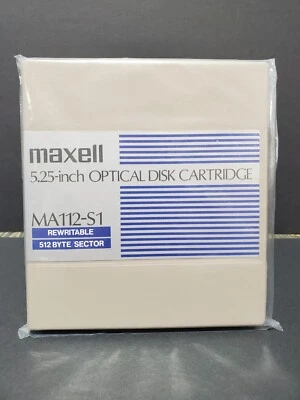 maxell
5.25-inch OPTICAL DISK CARTRIDGE
MA112-S1
REWRITABLE
512 BYTE SECTOR